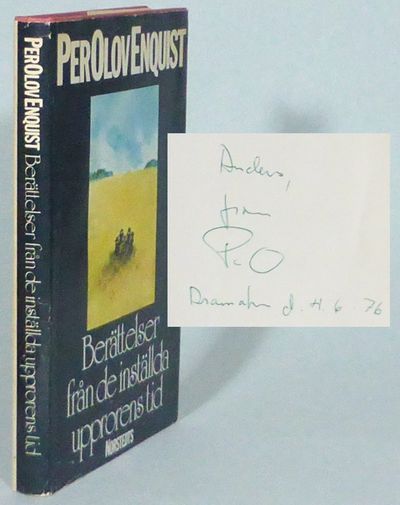 PEROLOVENQUIST Berättelser från de inställda upprorens tid
PEROLOVENQUIST
Berättelser
från de inställda
upprorens tid
NORSTEDTS
Anders,
från
P O
Dramaten d. 4. 6. 76